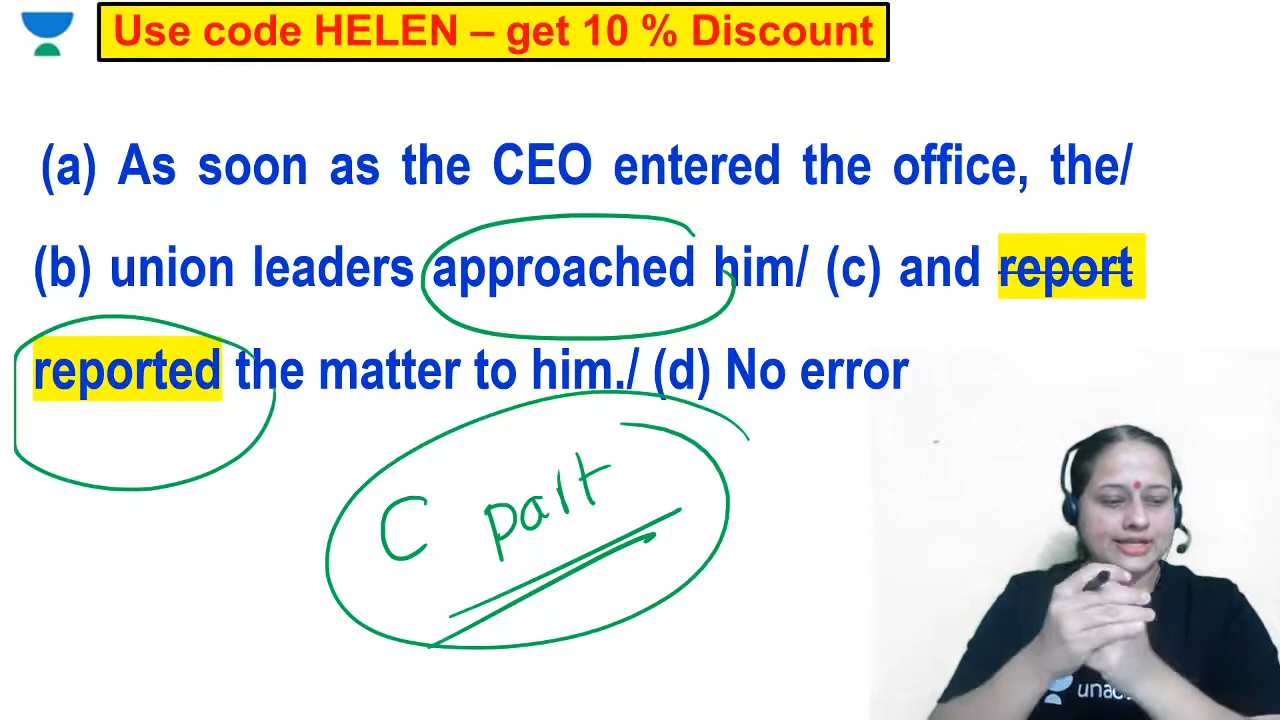 Use code HELEN – get 10 % Discount
(a) As soon as the CEO entered the office, the/
(b) union leaders approached him/ (c) and report
reported the matter to him./ (d) No error
C part